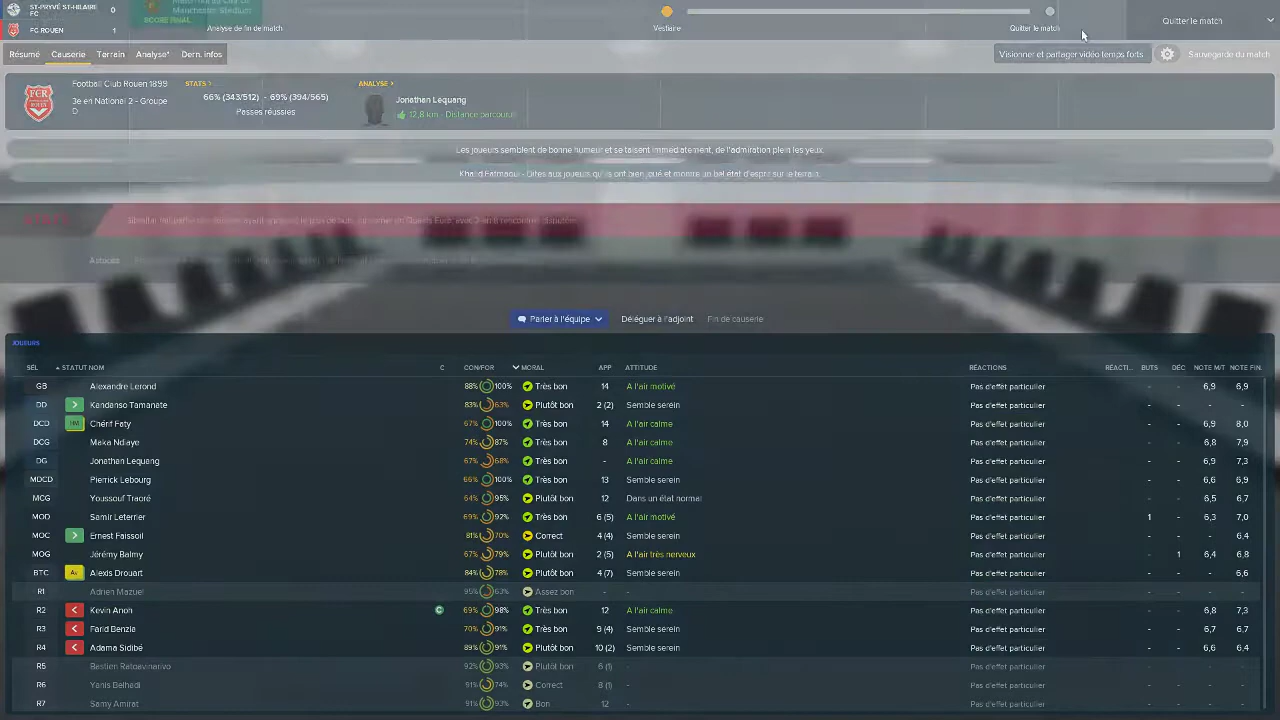 ST-PRYVÉ ST-HILAIRE FC 0
FC ROUEN 1
SCORE FINAL
Manchester Stadium
Analyse de fin de match
Vestiaire
Quitter le match
Quitter le match
Résumé Causerie Terrain Analyse* Dern. infos
Visionner et partager vidéo temps forts
Sauvegarde du match
Football Club Rouen 1899
3e en National 2 - Groupe D
STATS >
66% (343/512) - 69% (394/565)
Passes réussies
ANALYSE >
Jonathan Lequang
12,8 km - Distance parcourue
Les joueurs semblent de bonne humeur et se taisent immédiatement, de l'admiration plein les yeux.
Khalid Fatmaoui - Dites aux joueurs qu'ils ont bien joué et montré un bel état d'esprit sur le terrain.
STATS
Astuces
Parler à l'équipe Déléguer à l'adjoint Fin de causerie
JOUEURS
SÉL STATUT NOM C CON/FOR MORAL APP ATTITUDE RÉACTIONS RÉACTI... BUTS DÉC NOTE M/T NOTE FIN.
GB Alexandre Lerond 88% 100% Très bon 14 A l'air motivé Pas d'effet particulier - - 6,9 6,9
DD Kandanso Tamanate 83% 63% Plutôt bon 2 (2) Semble serein Pas d'effet particulier - - - -
DCD HM Chérif Faty 67% 100% Très bon 14 A l'air calme Pas d'effet particulier - - 6,9 8,0
DCG Maka Ndiaye 74% 87% Très bon 8 A l'air calme Pas d'effet particulier - - 6,8 7,9
DG Jonathan Lequang 67% 68% Très bon - A l'air calme Pas d'effet particulier - - 6,9 7,3
MDCD Pierrick Lebourg 66% 100% Très bon 13 Semble serein Pas d'effet particulier - - 6,6 6,9
MCG Youssouf Traoré 64% 95% Plutôt bon 12 Dans un état normal Pas d'effet particulier - - 6,5 6,7
MOD Samir Leterrier 69% 92% Très bon 6 (5) A l'air motivé Pas d'effet particulier 1 - 6,3 7,0
MOC Ernest Faissoil 81% 70% Correct 4 (4) Semble serein Pas d'effet particulier - - - 6,4
MOG Jérémy Balmy 67% 79% Plutôt bon 2 (5) A l'air très nerveux Pas d'effet particulier - 1 6,4 6,8
BTC Av Alexis Drouart 84% 78% Plutôt bon 4 (7) Semble serein Pas d'effet particulier - - - 6,6
R1 Adrien Mazuel 95% 63% Assez bon - - Pas d'effet particulier - - - -
R2 Kevin Anoh C 69% 98% Très bon 12 A l'air calme Pas d'effet particulier - - 6,8 7,3
R3 Farid Benzia 70% 91% Très bon 9 (4) Semble serein Pas d'effet particulier - - 6,7 6,7
R4 Adama Sidibé 89% 91% Plutôt bon 10 (2) Semble serein Pas d'effet particulier - - 6,6 6,4
R5 Bastien Ratoavinarivo 92% 93% Plutôt bon 6 (1) - Pas d'effet particulier - - - -
R6 Yanis Belhadi 91% 74% Correct 8 (1) - Pas d'effet particulier - - - -
R7 Samy Amirat 91% 93% Bon 12 - Pas d'effet particulier - - - -